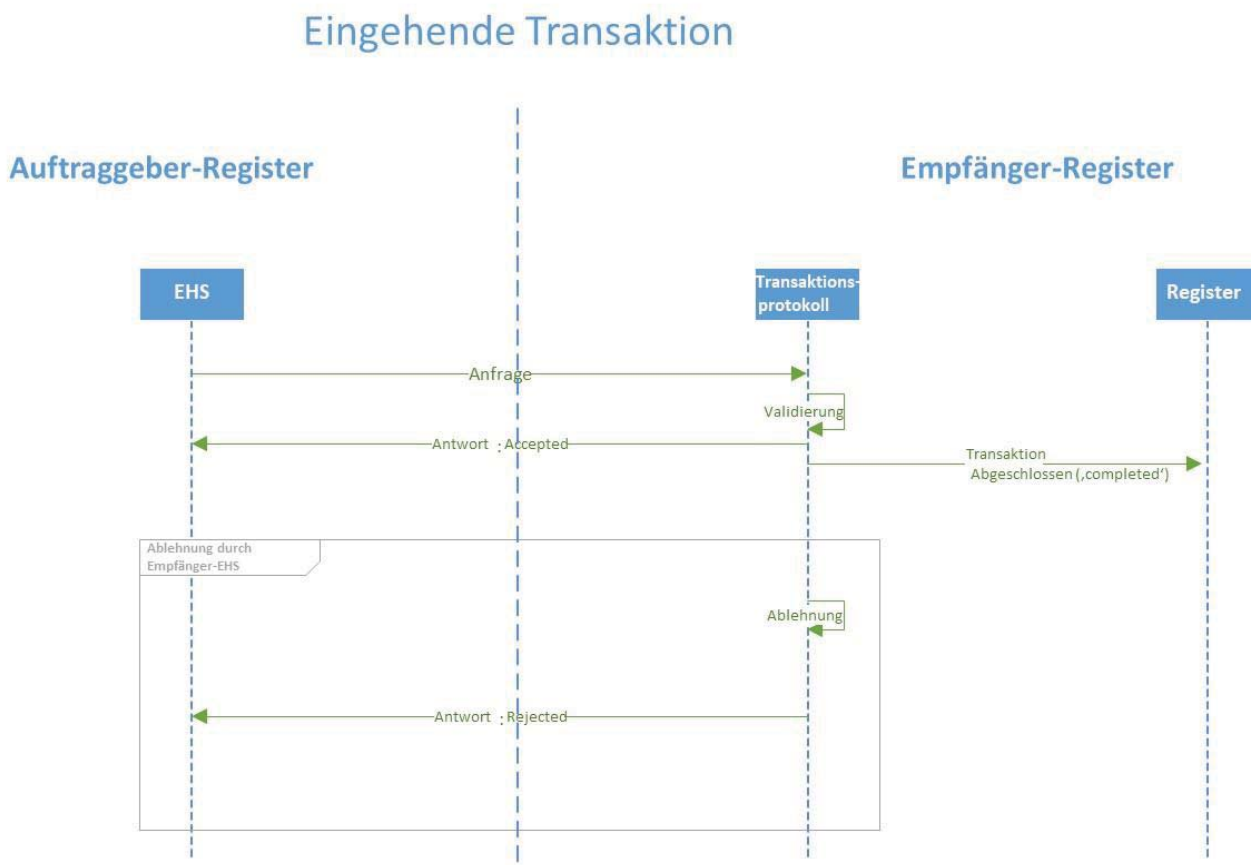 Eingehende Transaktion
Auftraggeber-Register
Empfänger-Register
EHS
Transaktions-
protokoll
Register
Anfrage
Validierung
Antwort : Accepted
Transaktion
Abgeschlossen (‚completed‘)
Ablehnung durch
Empfänger-EHS
Ablehnung
Antwort : Rejected